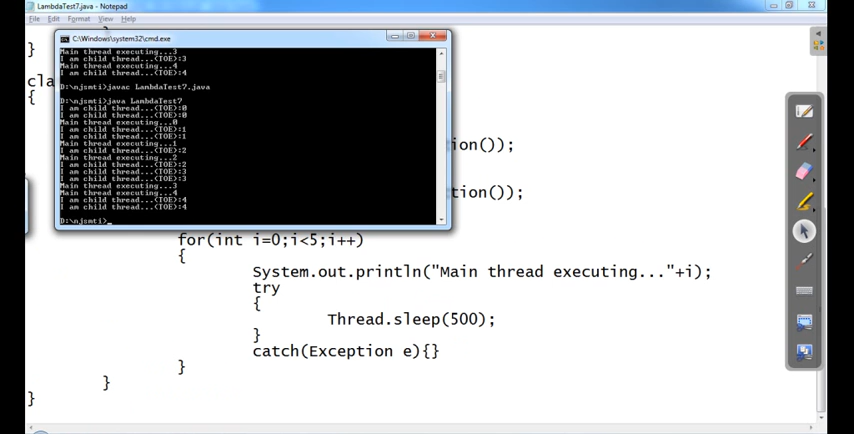 LambdaTest7.java - Notepad
File Edit Format View Help
C:\Windows\system32\cmd.exe
Main thread executing...3
I am child thread...(TOE):3
Main thread executing...4
I am child thread...(TOE):4
D:\njsmti>javac LambdaTest7.java
D:\njsmti>java LambdaTest7
I am child thread...(TOE):0
I am child thread...(TOE):0
Main thread executing...0
I am child thread...(TOE):1
I am child thread...(TOE):1
Main thread executing...1
I am child thread...(TOE):2
Main thread executing...2
I am child thread...(TOE):2
I am child thread...(TOE):3
I am child thread...(TOE):3
Main thread executing...3
Main thread executing...4
I am child thread...(TOE):4
I am child thread...(TOE):4
D:\njsmti>_
}
cla
{
ion());
tion());
for(int i=0;i<5;i++)
{
System.out.println("Main thread executing..."+i);
try
{
Thread.sleep(500);
}
catch(Exception e){}
}
}
}